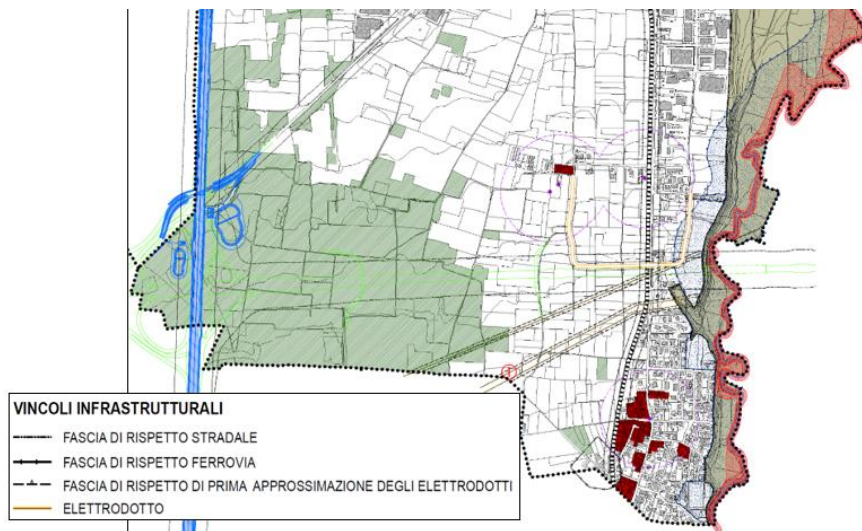 VINCOLI INFRASTRUTTURALI
FASCIA DI RISPETTO STRADALE
FASCIA DI RISPETTO FERROVIA
FASCIA DI RISPETTO DI PRIMA APPROSSIMAZIONE DEGLI ELETTRODOTTI
ELETTRODOTTO